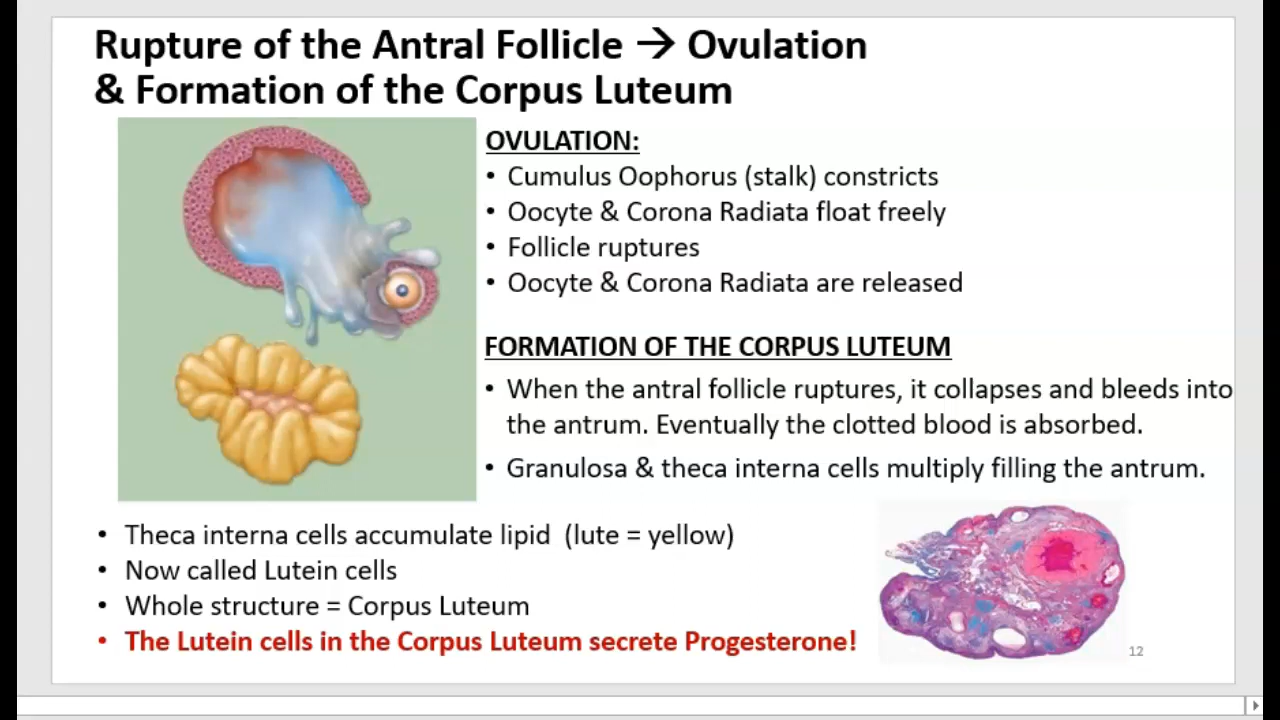 Rupture of the Antral Follicle → Ovulation
& Formation of the Corpus Luteum
OVULATION:
• Cumulus Oophorus (stalk) constricts
• Oocyte & Corona Radiata float freely
• Follicle ruptures
• Oocyte & Corona Radiata are released
FORMATION OF THE CORPUS LUTEUM
• When the antral follicle ruptures, it collapses and bleeds into
the antrum. Eventually the clotted blood is absorbed.
• Granulosa & theca interna cells multiply filling the antrum.
• Theca interna cells accumulate lipid (lute = yellow)
• Now called Lutein cells
• Whole structure = Corpus Luteum
• The Lutein cells in the Corpus Luteum secrete Progesterone!
12